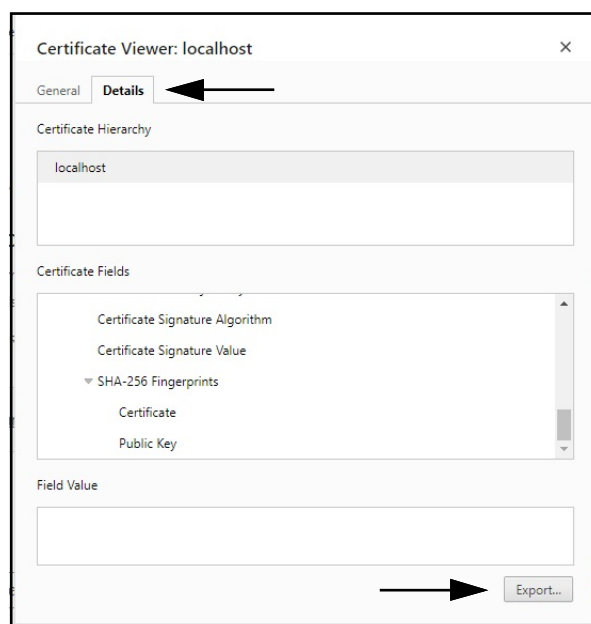 Certificate Viewer: localhost
General Details
Certificate Hierarchy
localhost
Certificate Fields
Certificate Signature Algorithm
Certificate Signature Value
SHA-256 Fingerprints
Certificate
Public Key
Field Value
Export...